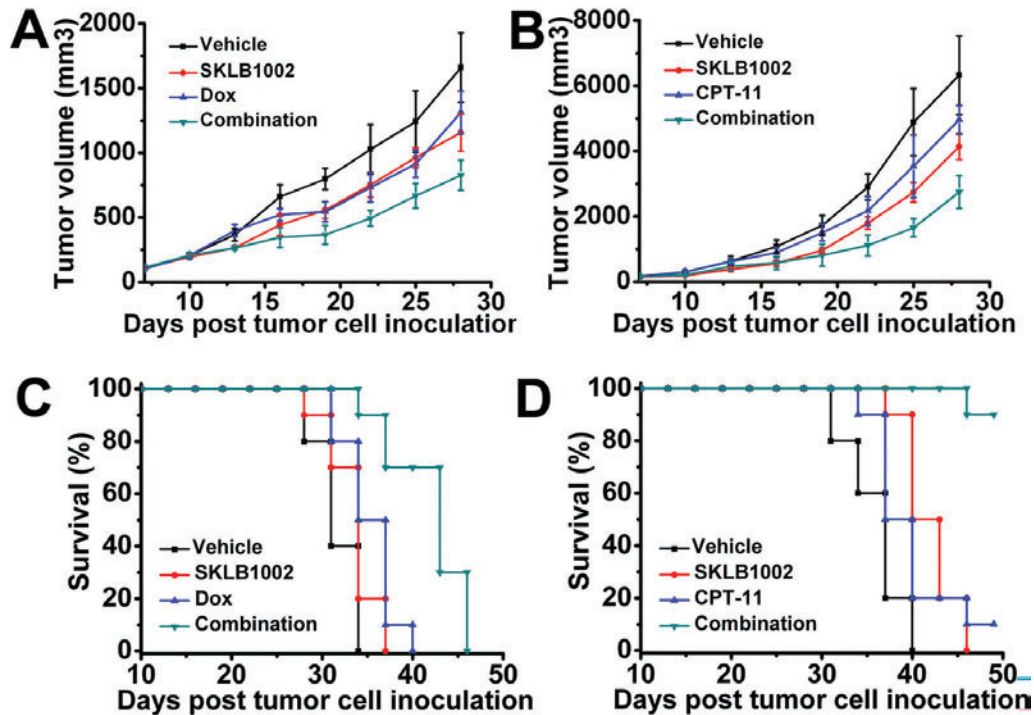 A
Tumor volume (mm3)
2000
1500
1000
500
0
Vehicle
SKLB1002
Dox
Combination
10 15 20 25 30
Days post tumor cell inoculation
B
Tumor volume (mm3)
8000
6000
4000
2000
0
Vehicle
SKLB1002
CPT-11
Combination
10 15 20 25 30
Days post tumor cell inoculation
C
Survival (%)
100
80
60
40
20
0
Vehicle
SKLB1002
Dox
Combination
10 20 30 40 50
Days post tumor cell inoculation
D
Survival (%)
100
80
60
40
20
0
Vehicle
SKLB1002
CPT-11
Combination
10 20 30 40 50
Days post tumor cell inoculation